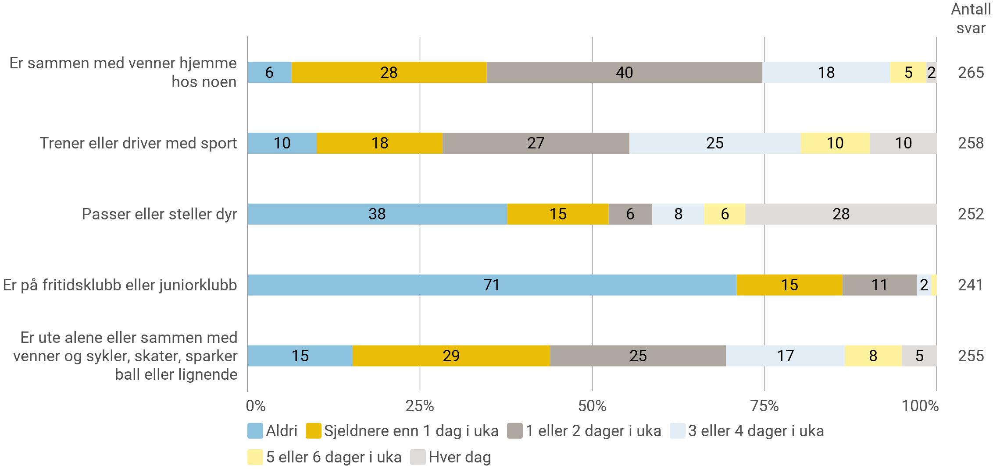 Antall
svar
Er sammen med venner hjemme
hos noen
6 28 40 18 5 2 265
Trener eller driver med sport 10 18 27 25 10 10 258
Passer eller steller dyr 38 15 6 8 6 28 252
Er på fritidsklubb eller juniorklubb 71 15 11 2 241
Er ute alene eller sammen med
venner og sykler, skater, sparker
ball eller lignende
15 29 25 17 8 5 255
0% 25% 50% 75% 100%
Aldri Sjeldnere enn 1 dag i uka 1 eller 2 dager i uka 3 eller 4 dager i uka
5 eller 6 dager i uka Hver dag